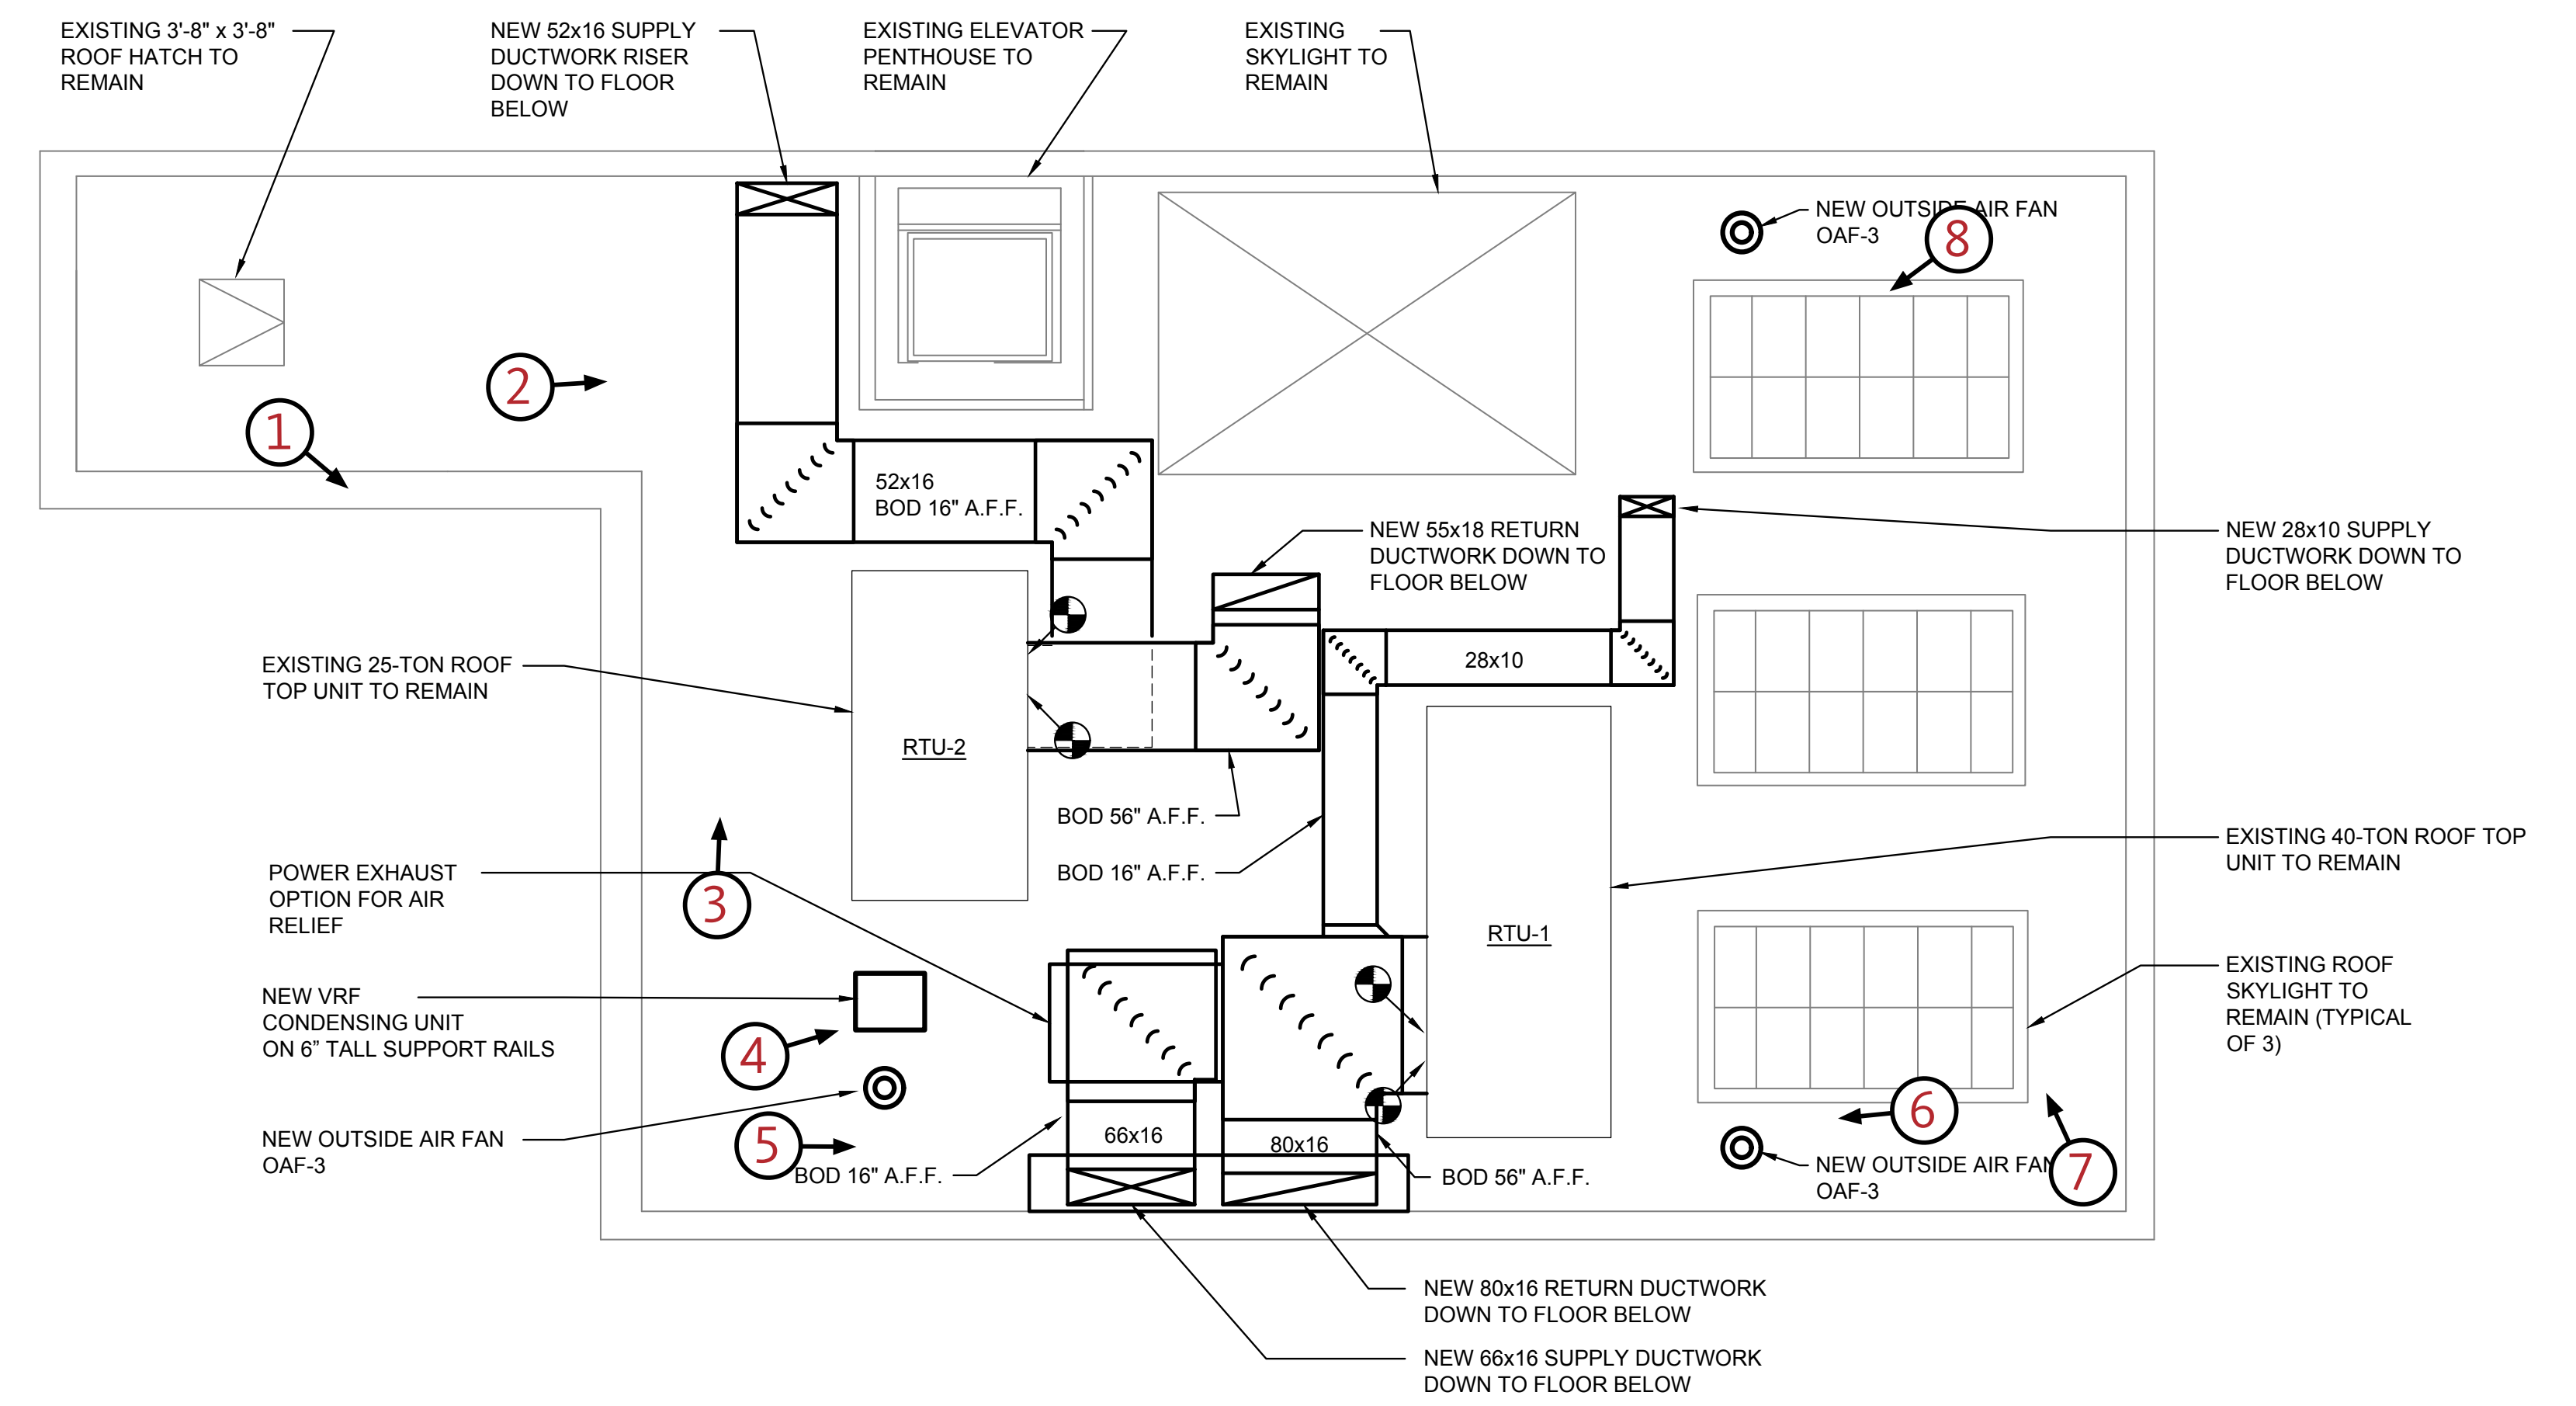 EXISTING 3'-8" x 3'-8"
ROOF HATCH TO
REMAIN
NEW 52x16 SUPPLY
DUCTWORK RISER
DOWN TO FLOOR
BELOW
EXISTING ELEVATOR
PENTHOUSE TO
REMAIN
EXISTING
SKYLIGHT TO
REMAIN
NEW OUTSIDE AIR FAN
OAF-3
8
2
1
52x16
BOD 16" A.F.F.
NEW 55x18 RETURN
DUCTWORK DOWN TO
FLOOR BELOW
NEW 28x10 SUPPLY
DUCTWORK DOWN TO
FLOOR BELOW
EXISTING 25-TON ROOF
TOP UNIT TO REMAIN
28x10
RTU-2
BOD 56" A.F.F.
BOD 16" A.F.F.
EXISTING 40-TON ROOF TOP
UNIT TO REMAIN
POWER EXHAUST
OPTION FOR AIR
RELIEF
3
RTU-1
NEW VRF
CONDENSING UNIT
ON 6” TALL SUPPORT RAILS
4
EXISTING ROOF
SKYLIGHT TO
REMAIN (TYPICAL
OF 3)
NEW OUTSIDE AIR FAN
OAF-3
5
BOD 16" A.F.F.
66x16
80x16
BOD 56" A.F.F.
6
NEW OUTSIDE AIR FAN
OAF-3
7
NEW 80x16 RETURN DUCTWORK
DOWN TO FLOOR BELOW
NEW 66x16 SUPPLY DUCTWORK
DOWN TO FLOOR BELOW